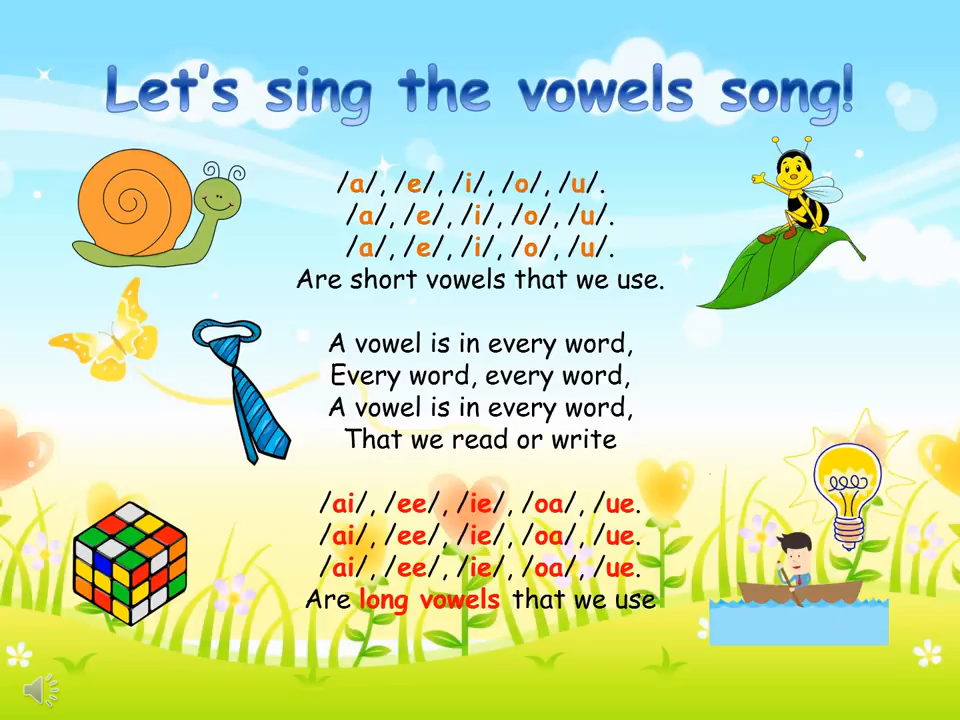 Let's sing the vowels song!
/a/, /e/, /i/, /o/, /u/.
/a/, /e/, /i/, /o/, /u/.
/a/, /e/, /i/, /o/, /u/.
Are short vowels that we use.
A vowel is in every word,
Every word, every word,
A vowel is in every word,
That we read or write
/ai/, /ee/, /ie/, /oa/, /ue.
/ai/, /ee/, /ie/, /oa/, /ue.
/ai/, /ee/, /ie/, /oa/, /ue.
Are long vowels that we use